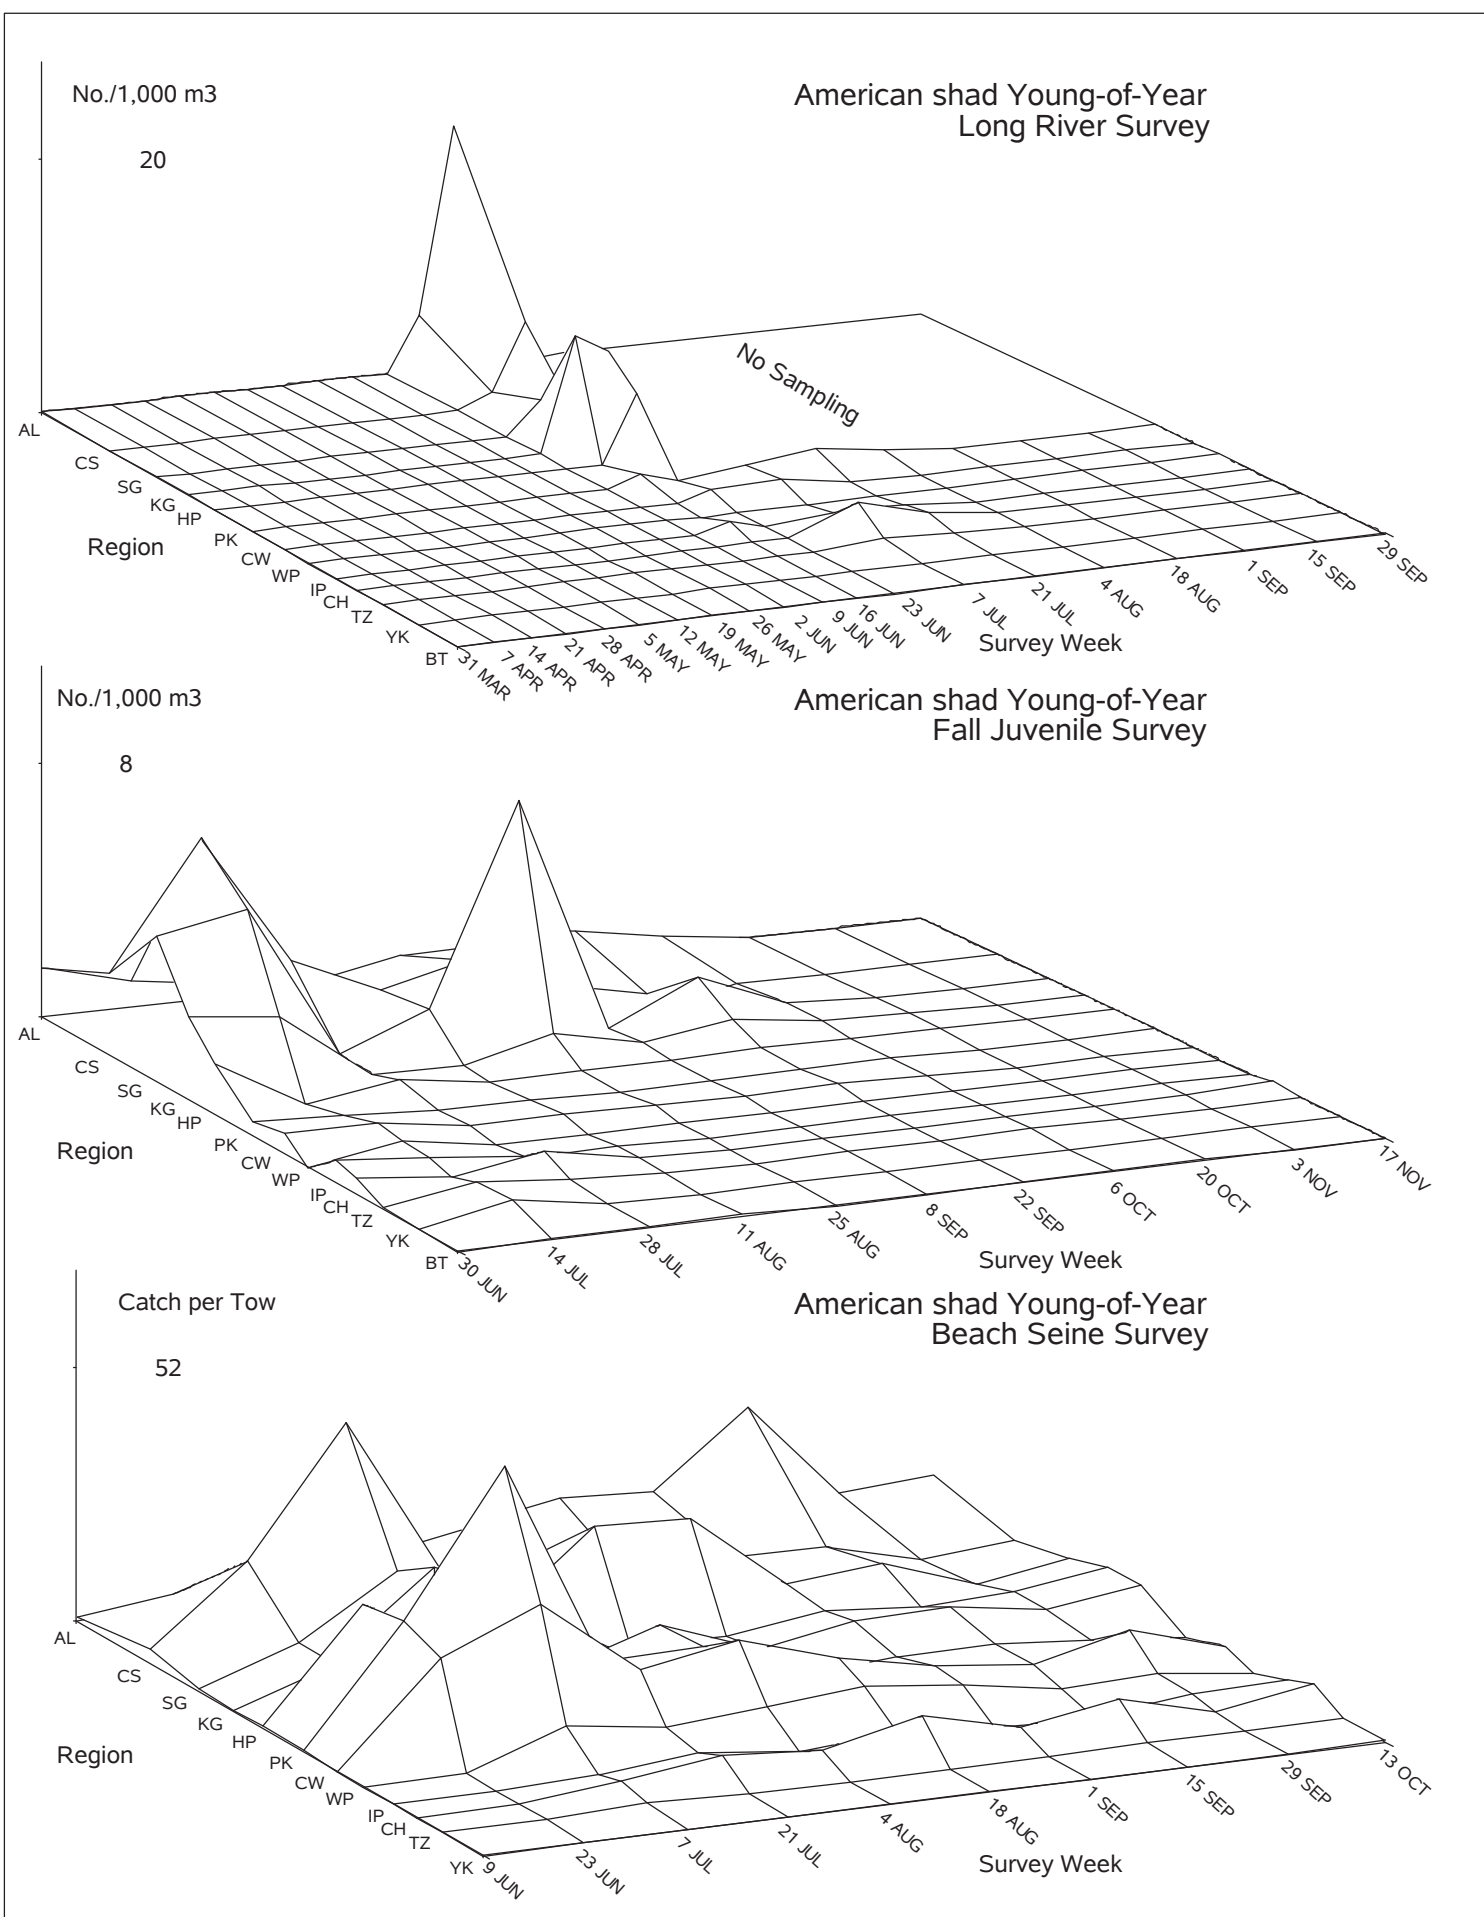 No./1,000 m3
American shad Young-of-Year
Long River Survey
20
No Sampling
AL
CS
SG
KG
HP
PK
CW
WP
IP
CH
TZ
YK
BT
Region
31 MAR
7 APR
14 APR
21 APR
28 APR
5 MAY
12 MAY
19 MAY
26 MAY
2 JUN
9 JUN
16 JUN
23 JUN
7 JUL
21 JUL
4 AUG
18 AUG
1 SEP
15 SEP
29 SEP
Survey Week
No./1,000 m3
American shad Young-of-Year
Fall Juvenile Survey
8
AL
CS
SG
KG
HP
PK
CW
WP
IP
CH
TZ
YK
BT
Region
30 JUN
14 JUL
28 JUL
11 AUG
25 AUG
8 SEP
22 SEP
6 OCT
20 OCT
3 NOV
17 NOV
Survey Week
Catch per Tow
American shad Young-of-Year
Beach Seine Survey
52
AL
CS
SG
KG
HP
PK
CW
WP
IP
CH
TZ
YK
Region
9 JUN
23 JUN
7 JUL
21 JUL
4 AUG
18 AUG
1 SEP
15 SEP
29 SEP
13 OCT
Survey Week